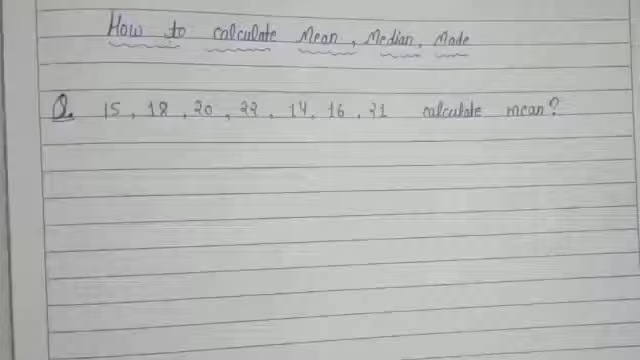 How to calculate Mean, Median, Mode
Q. 15, 18, 20, 22, 14, 16, 21 calculate mean?